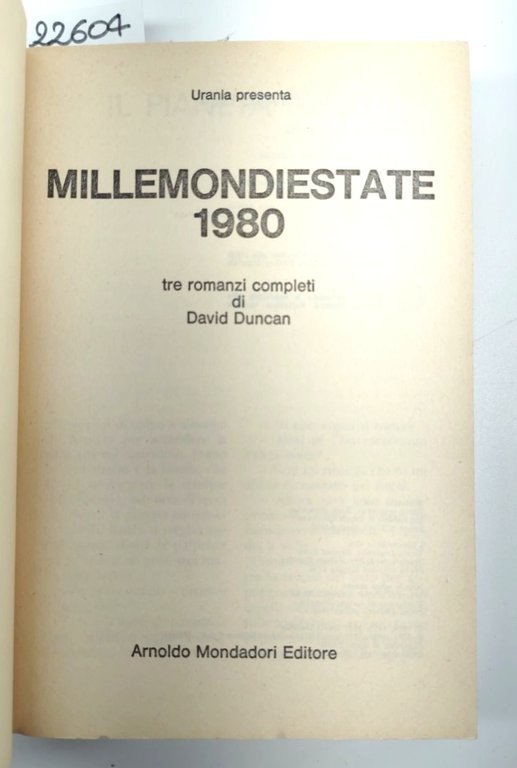 22604
Urania presenta
MILLEMONDIESTATE
1980
tre romanzi completi
di
David Duncan
Arnoldo Mondadori Editore